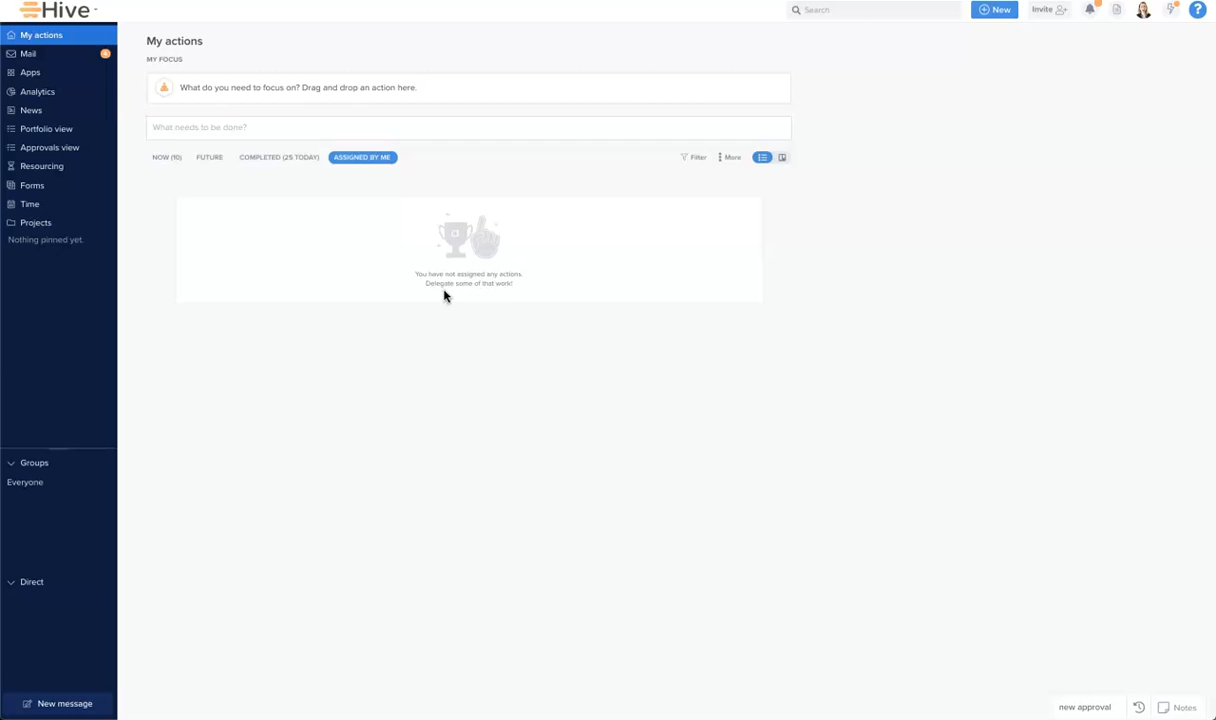 Hive
Search
New
Invite
?
My actions
Mail
Apps
Analytics
News
Portfolio view
Approvals view
Resourcing
Forms
Time
Projects
Nothing pinned yet.
Groups
Everyone
Direct
New message
My actions
MY FOCUS
What do you need to focus on? Drag and drop an action here.
What needs to be done?
NOW (10) FUTURE COMPLETED (25 TODAY) ASSIGNED BY ME Filter More
You have not assigned any actions.
Delegate some of that work!
new approval
Notes